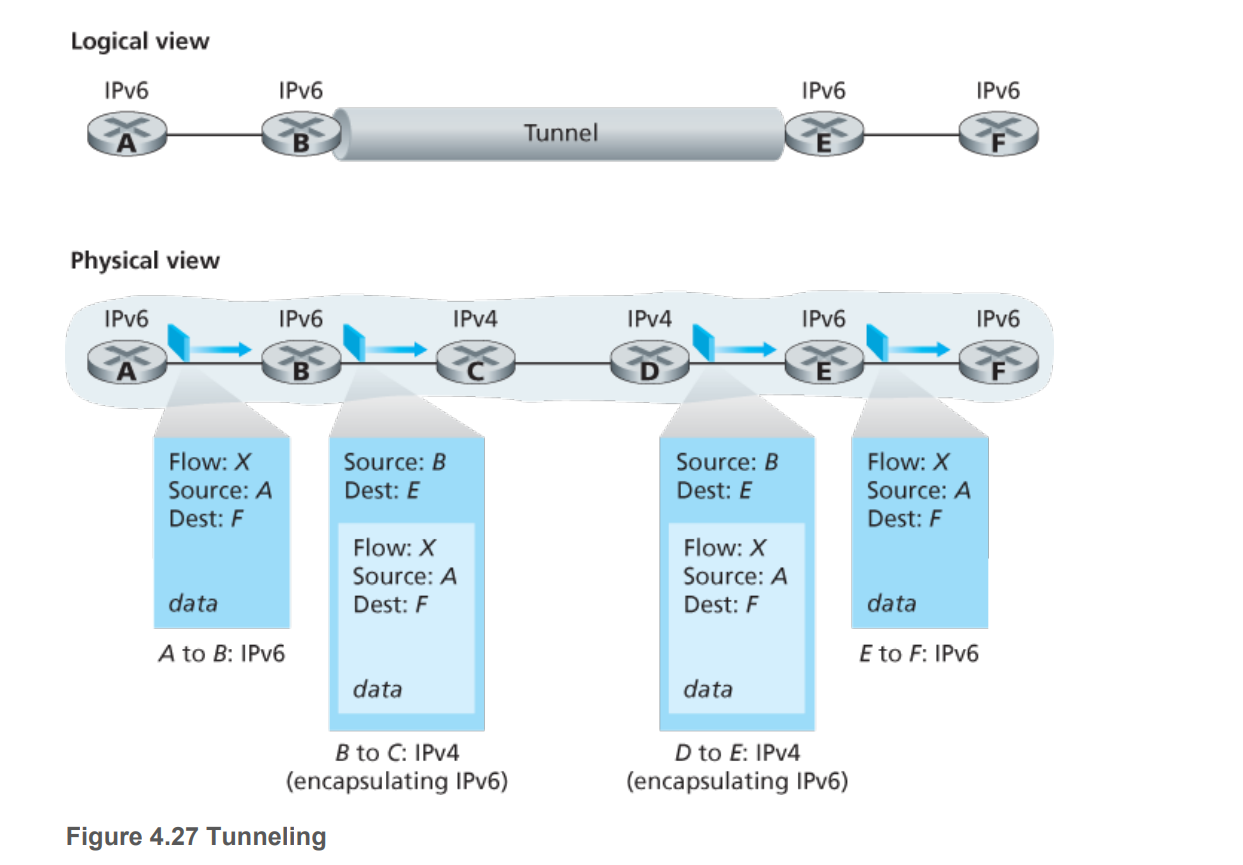 Logical view
IPv6 IPv6 IPv6 IPv6
A B Tunnel E F
Physical view
IPv6 IPv6 IPv4 IPv4 IPv6 IPv6
A B C D E F
Flow: X
Source: A
Dest: F
data
A to B: IPv6
Source: B
Dest: E
Flow: X
Source: A
Dest: F
data
B to C: IPv4
(encapsulating IPv6)
Source: B
Dest: E
Flow: X
Source: A
Dest: F
data
D to E: IPv4
(encapsulating IPv6)
Flow: X
Source: A
Dest: F
data
E to F: IPv6
Figure 4.27 Tunneling